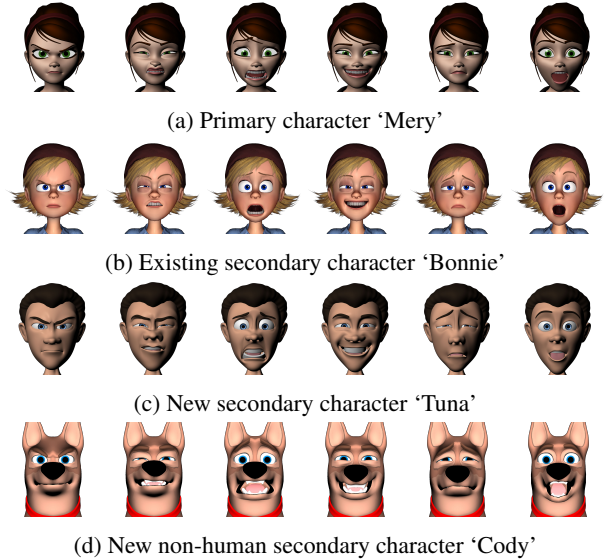 (a) Primary character ‘Mery’
(b) Existing secondary character ‘Bonnie’
(c) New secondary character ‘Tuna’
(d) New non-human secondary character ‘Cody’